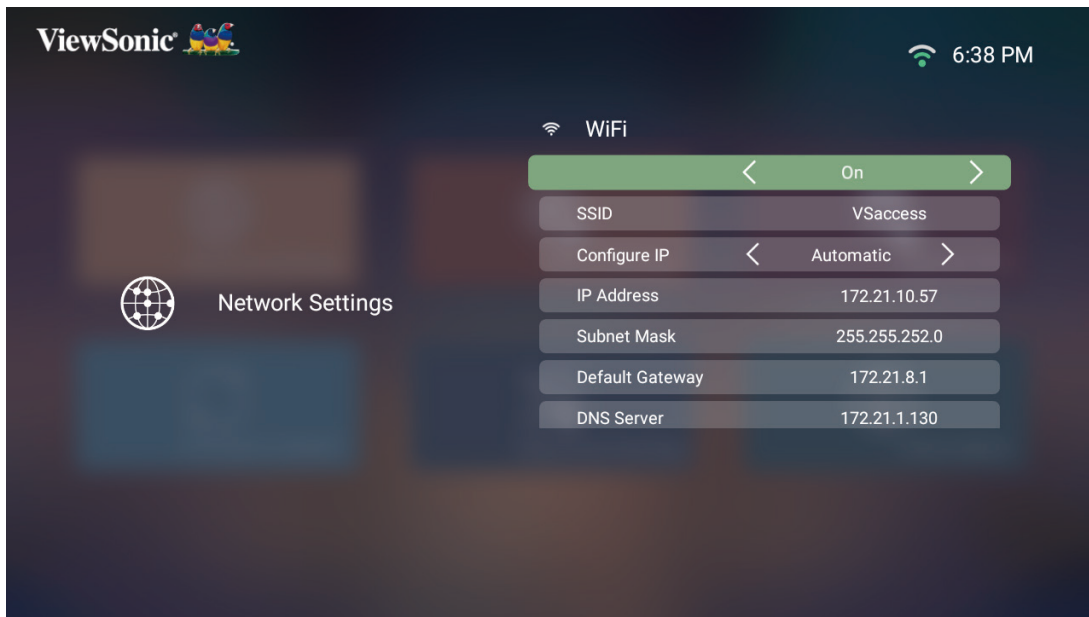 ViewSonic
6:38 PM
WiFi
On
SSID VSaccess
Configure IP Automatic
IP Address 172.21.10.57
Network Settings
Subnet Mask 255.255.252.0
Default Gateway 172.21.8.1
DNS Server 172.21.1.130